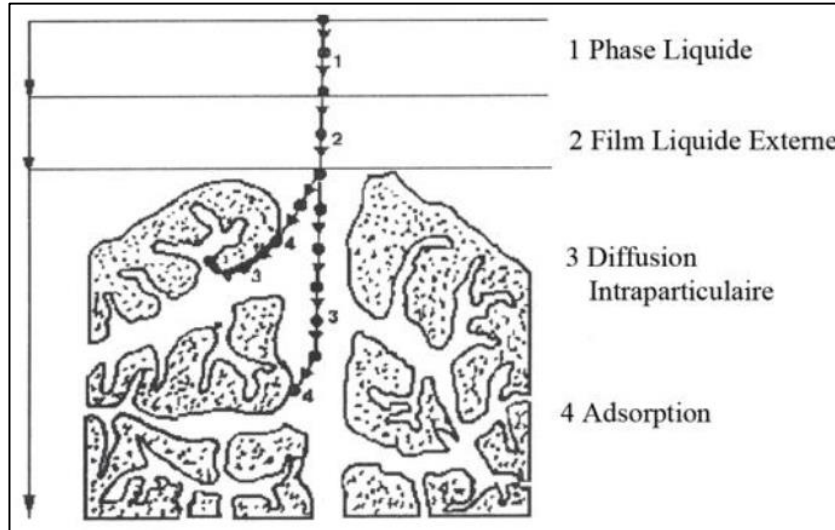 1
1 Phase Liquide
2
2 Film Liquide Externe
4
3
3 Diffusion
Intraparticulaire
3
4
4 Adsorption